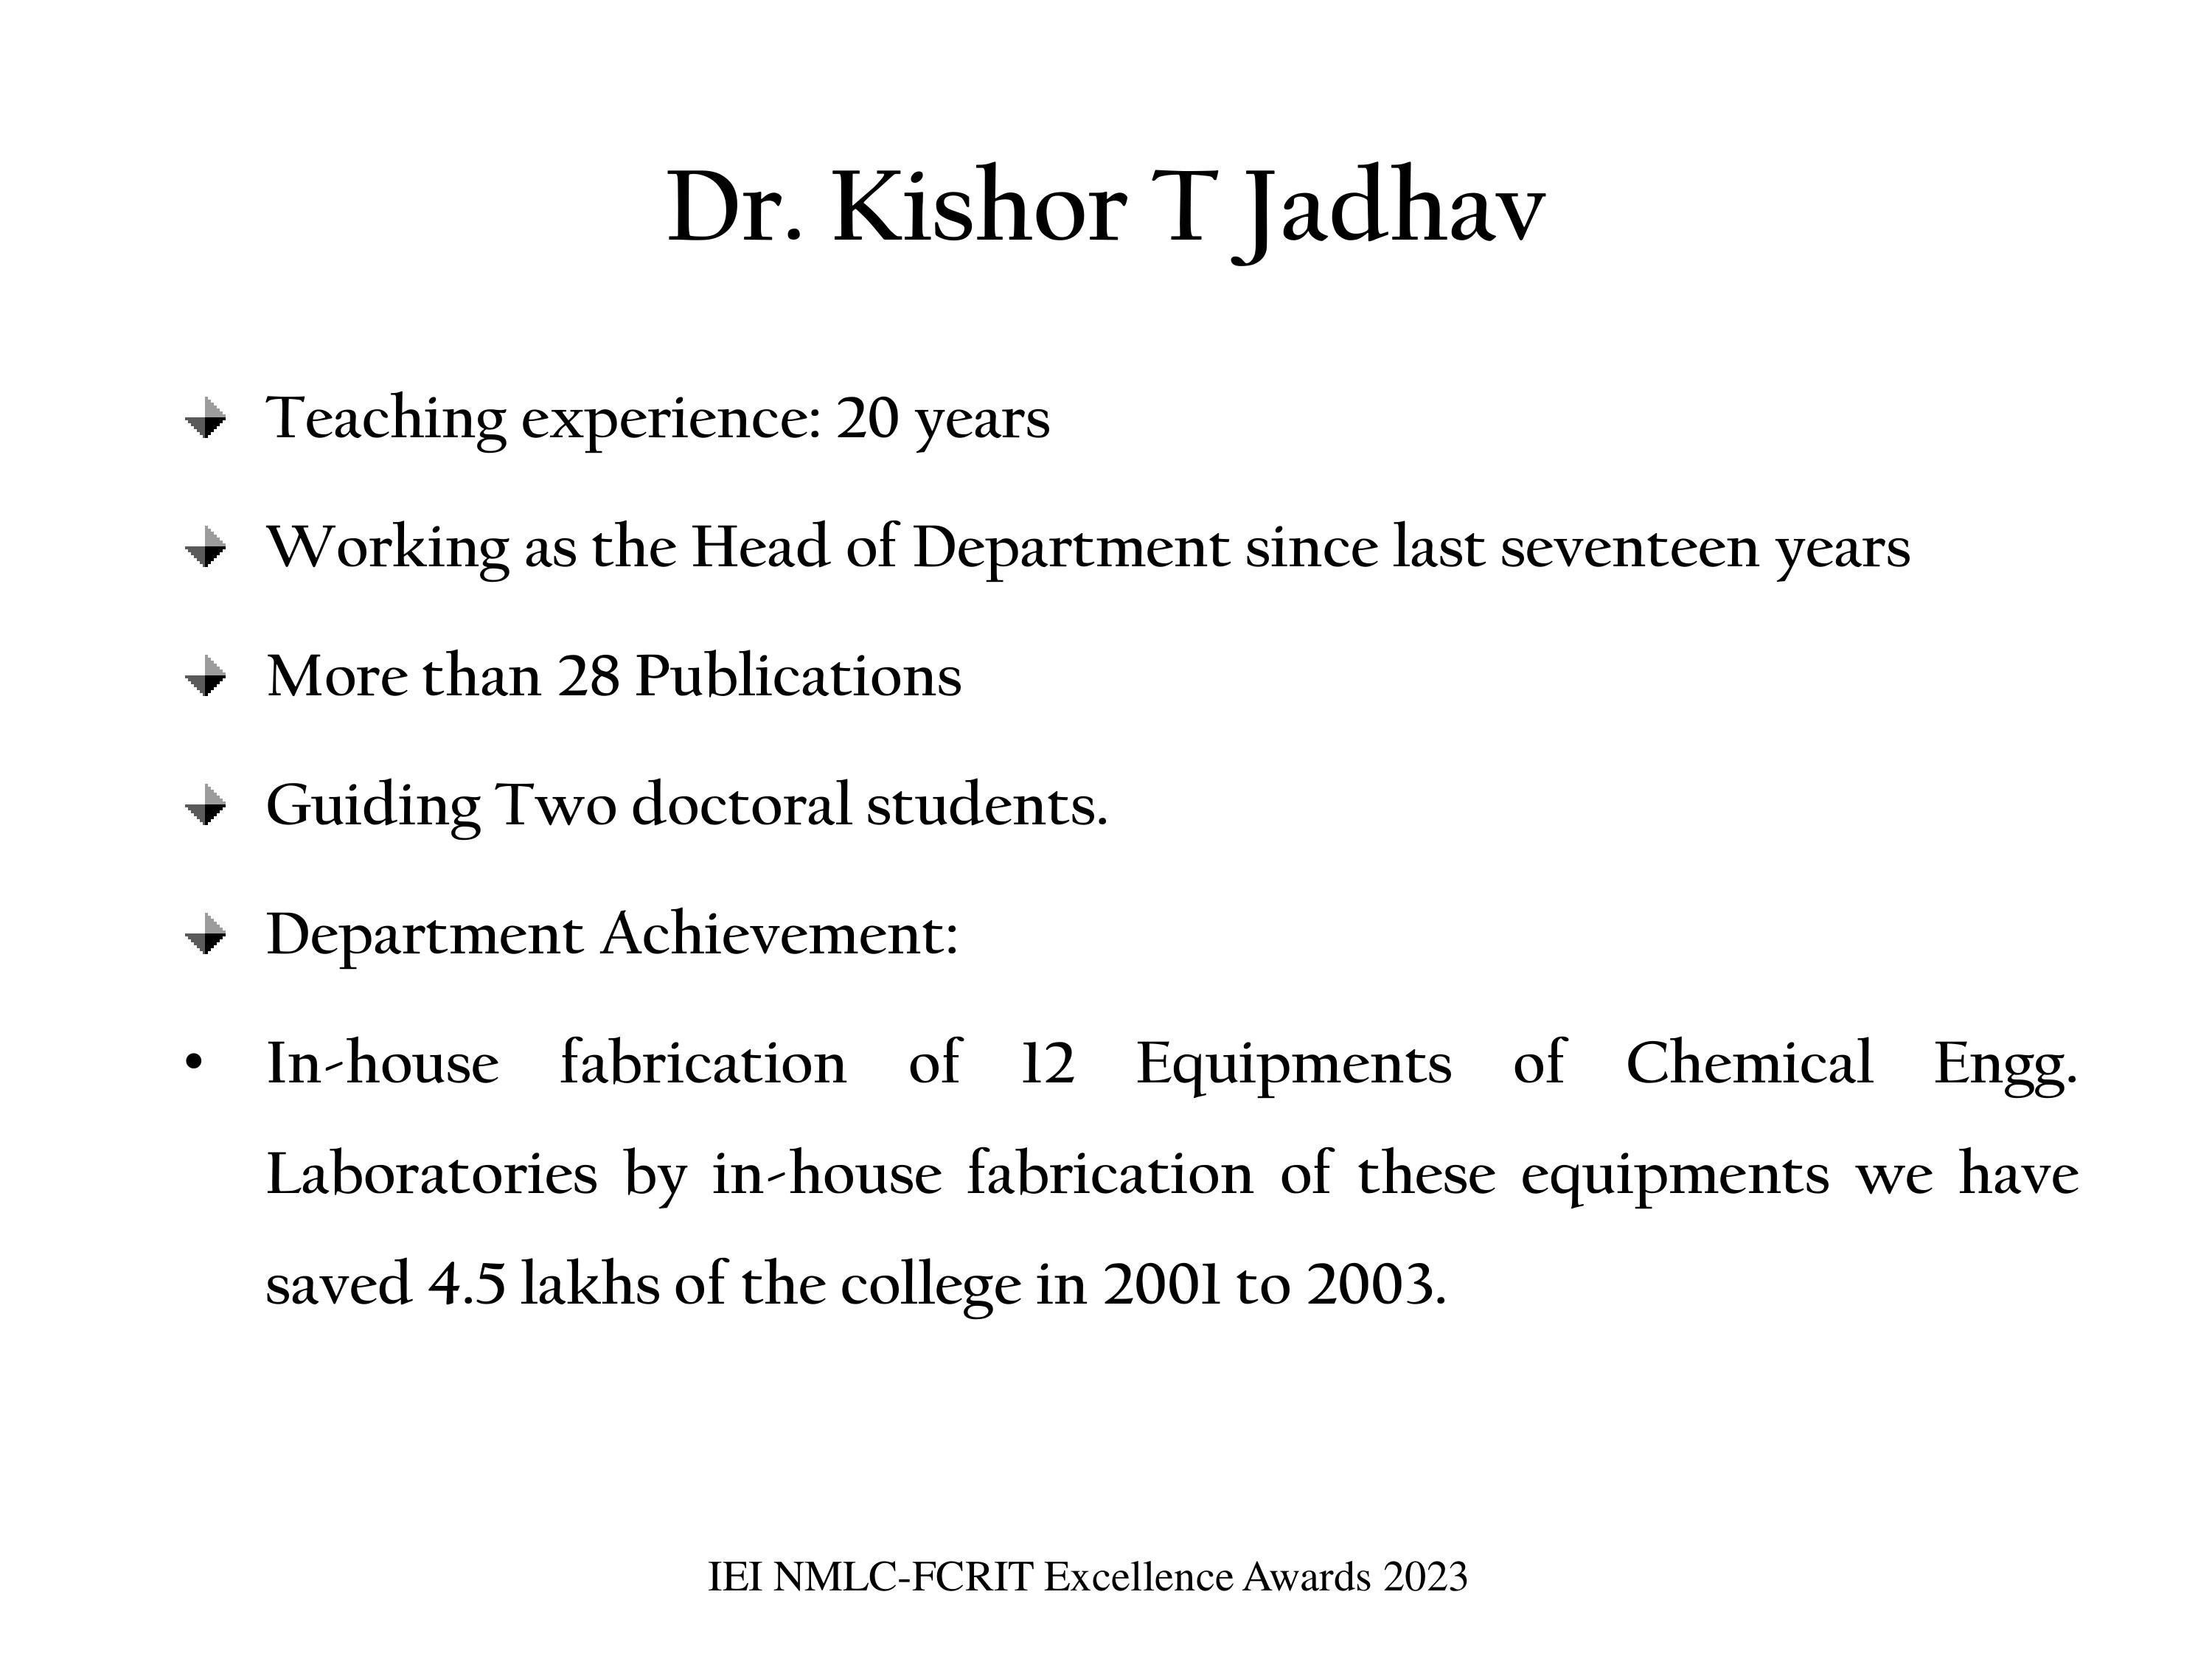 Dr. Kishor T Jadhav
Teaching experience: 20 years
Working as the Head of Department since last seventeen years
More than 28 Publications
Guiding Two doctoral students.
Department Achievement:
• In-house fabrication of 12 Equipments of Chemical Engg.
Laboratories by in-house fabrication of these equipments we have
saved 4.5 lakhs of the college in 2001 to 2003.
IEI NMLC-FCRIT Excellence Awards 2023